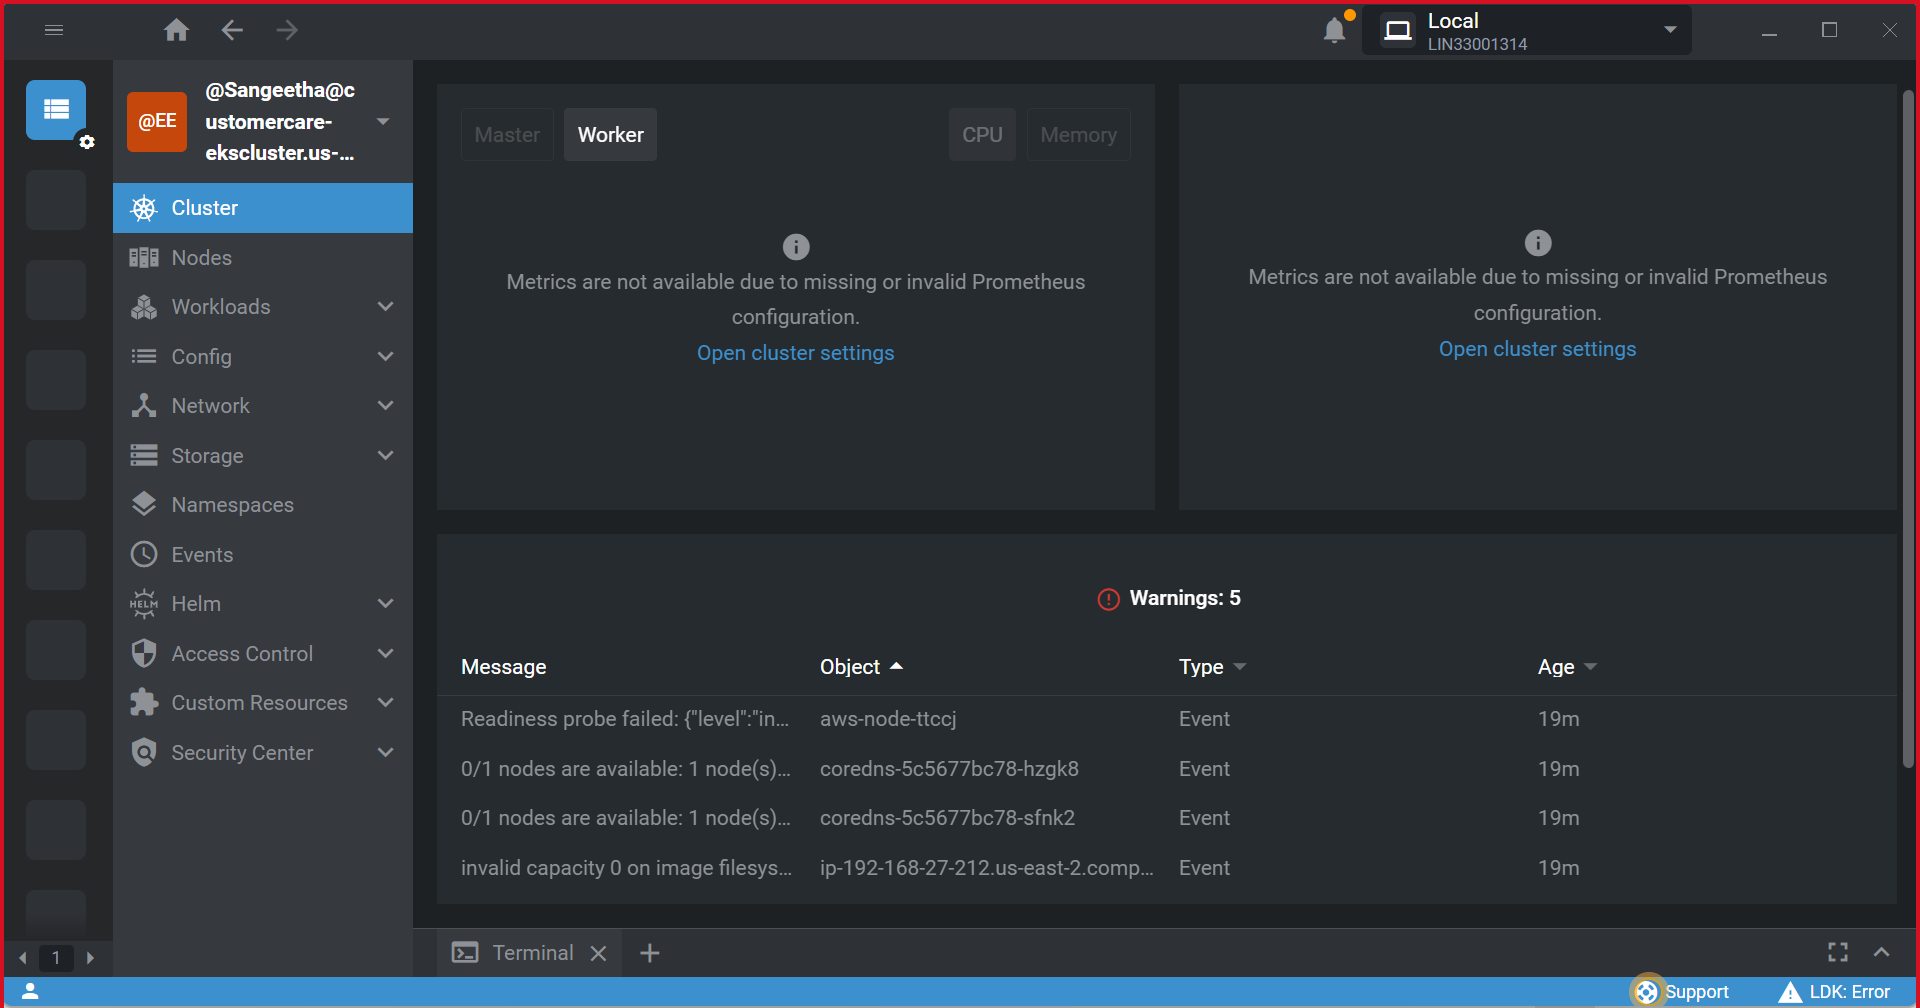 Local
LIN33001314
@EE
@Sangeetha@c
ustomercare-
ekscluster.us-...
Cluster
Nodes
Workloads
Config
Network
Storage
Namespaces
Events
HELM
Helm
Access Control
Custom Resources
Security Center
1
Master
Worker
CPU
Memory
Metrics are not available due to missing or invalid Prometheus
configuration.
Open cluster settings
Metrics are not available due to missing or invalid Prometheus
configuration.
Open cluster settings
Warnings: 5
Message Object Type Age
Readiness probe failed: {"level":"in... aws-node-ttccj Event 19m
0/1 nodes are available: 1 node(s)... coredns-5c5677bc78-hzgk8 Event 19m
0/1 nodes are available: 1 node(s)... coredns-5c5677bc78-sfnk2 Event 19m
invalid capacity 0 on image filesys... ip-192-168-27-212.us-east-2.comp... Event 19m
Terminal
Support
LDK: Error